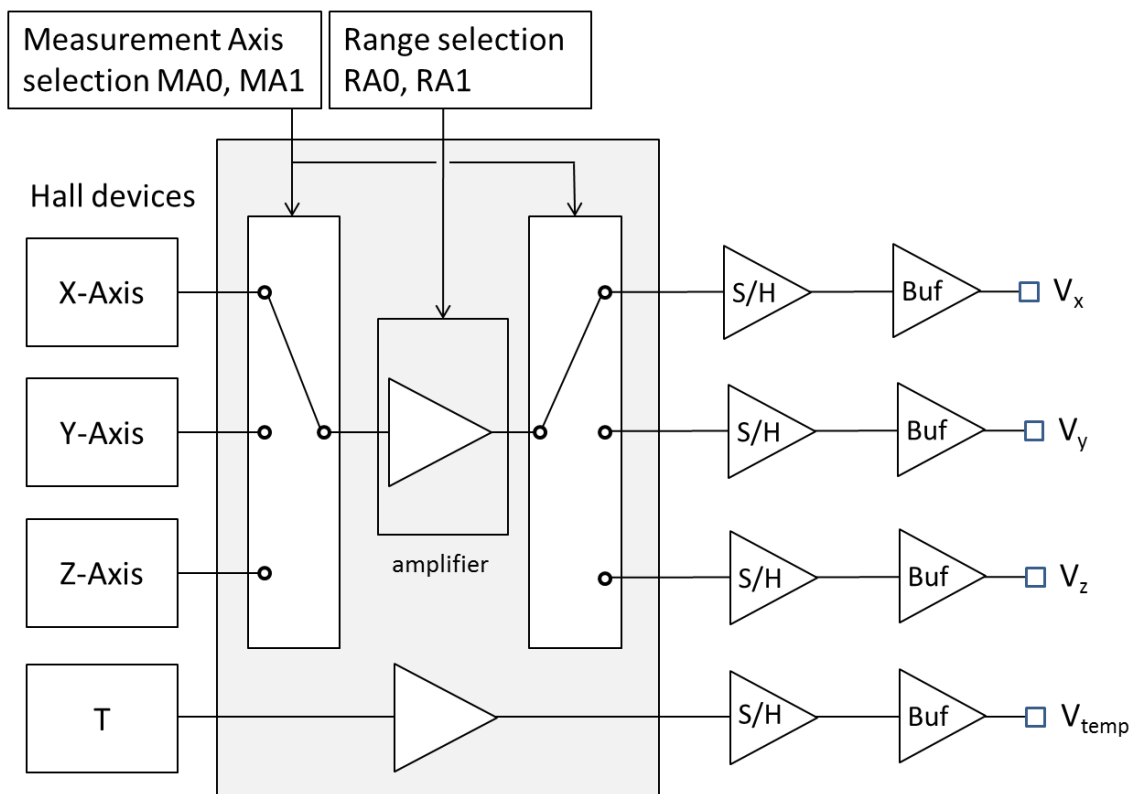 Measurement Axis
selection MA0, MA1
Range selection
RA0, RA1
Hall devices
X-Axis
S/H
Buf
Vx
Y-Axis
S/H
Buf
Vy
amplifier
Z-Axis
S/H
Buf
Vz
T
S/H
Buf
Vtemp